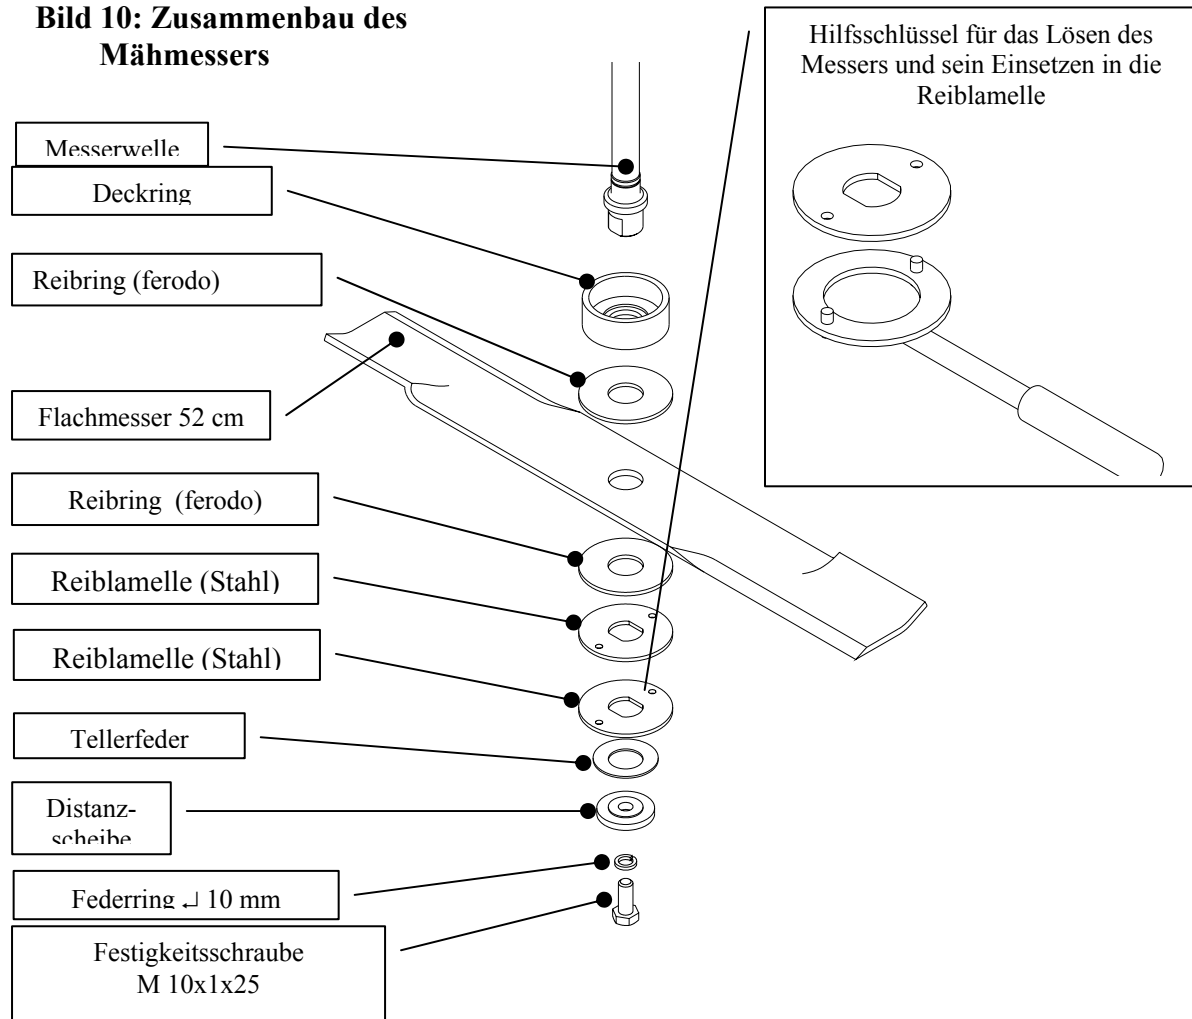 Bild 10: Zusammenbau des
Mähmessers
Hilfsschlüssel für das Lösen des
Messers und sein Einsetzen in die
Reiblamelle
Messerwelle
Deckring
Reibring (ferodo)
Flachmesser 52 cm
Reibring (ferodo)
Reiblamelle (Stahl)
Reiblamelle (Stahl)
Tellerfeder
Distanz-
scheibe
Federring ↵ 10 mm
Festigkeitsschraube
M 10x1x25